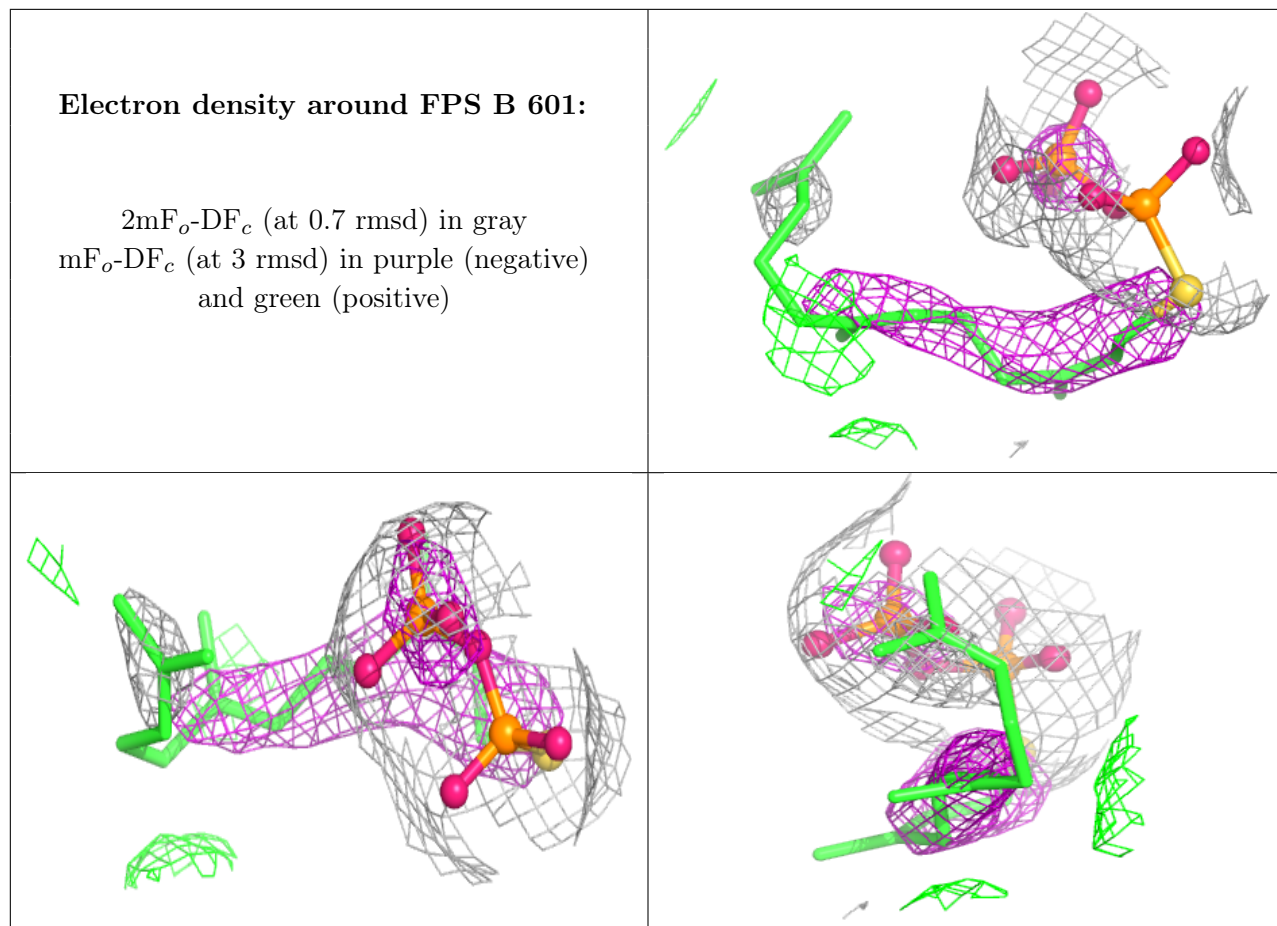 Electron density around FPS B 601:
2mFo-DFc (at 0.7 rmsd) in gray
mFo-DFc (at 3 rmsd) in purple (negative)
and green (positive)